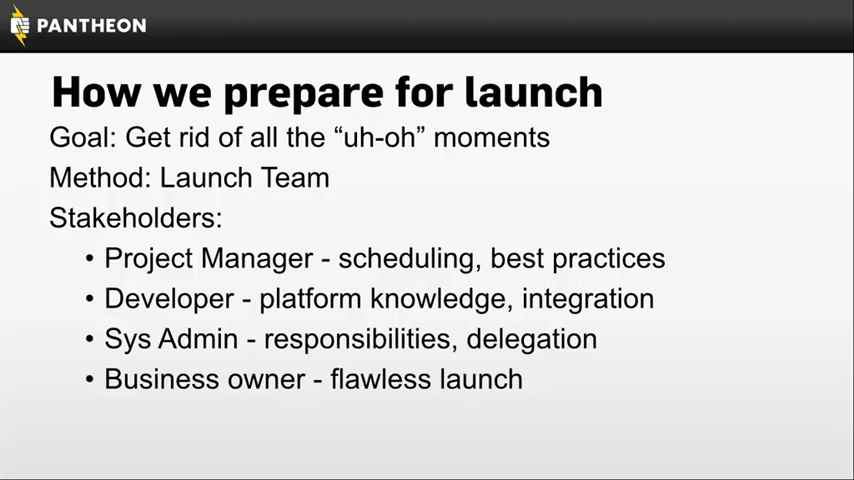 PANTHEON
How we prepare for launch
Goal: Get rid of all the “uh-oh” moments
Method: Launch Team
Stakeholders:
• Project Manager - scheduling, best practices
• Developer - platform knowledge, integration
• Sys Admin - responsibilities, delegation
• Business owner - flawless launch